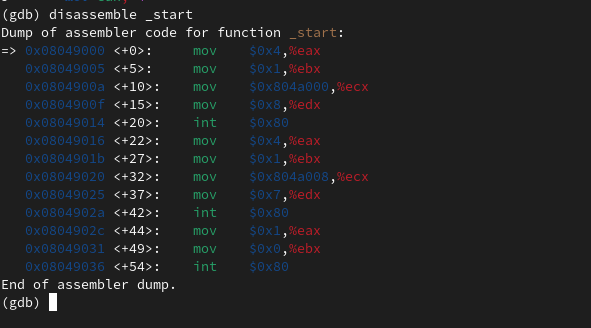 (gdb) disassemble _start
Dump of assembler code for function _start:
=> 0x08049000 <+0>:     mov    $0x4,%eax
   0x08049005 <+5>:     mov    $0x1,%ebx
   0x0804900a <+10>:    mov    $0x804a000,%ecx
   0x0804900f <+15>:    mov    $0x8,%edx
   0x08049014 <+20>:    int    $0x80
   0x08049016 <+22>:    mov    $0x4,%eax
   0x0804901b <+27>:    mov    $0x1,%ebx
   0x08049020 <+32>:    mov    $0x804a008,%ecx
   0x08049025 <+37>:    mov    $0x7,%edx
   0x0804902a <+42>:    int    $0x80
   0x0804902c <+44>:    mov    $0x1,%eax
   0x08049031 <+49>:    mov    $0x0,%ebx
   0x08049036 <+54>:    int    $0x80
End of assembler dump.
(gdb)